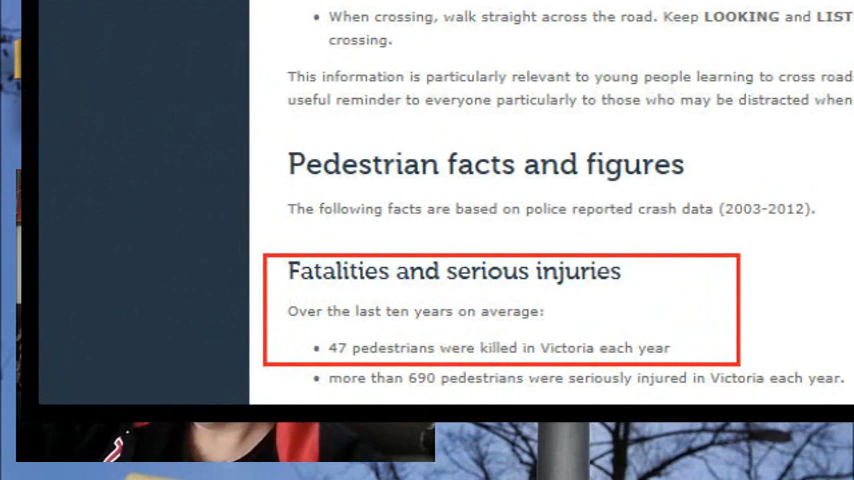 • When crossing, walk straight across the road. Keep LOOKING and LIST
crossing.
This information is particularly relevant to young people learning to cross road
useful reminder to everyone particularly to those who may be distracted when
Pedestrian facts and figures
The following facts are based on police reported crash data (2003-2012).
Fatalities and serious injuries
Over the last ten years on average:
• 47 pedestrians were killed in Victoria each year
• more than 690 pedestrians were seriously injured in Victoria each year.